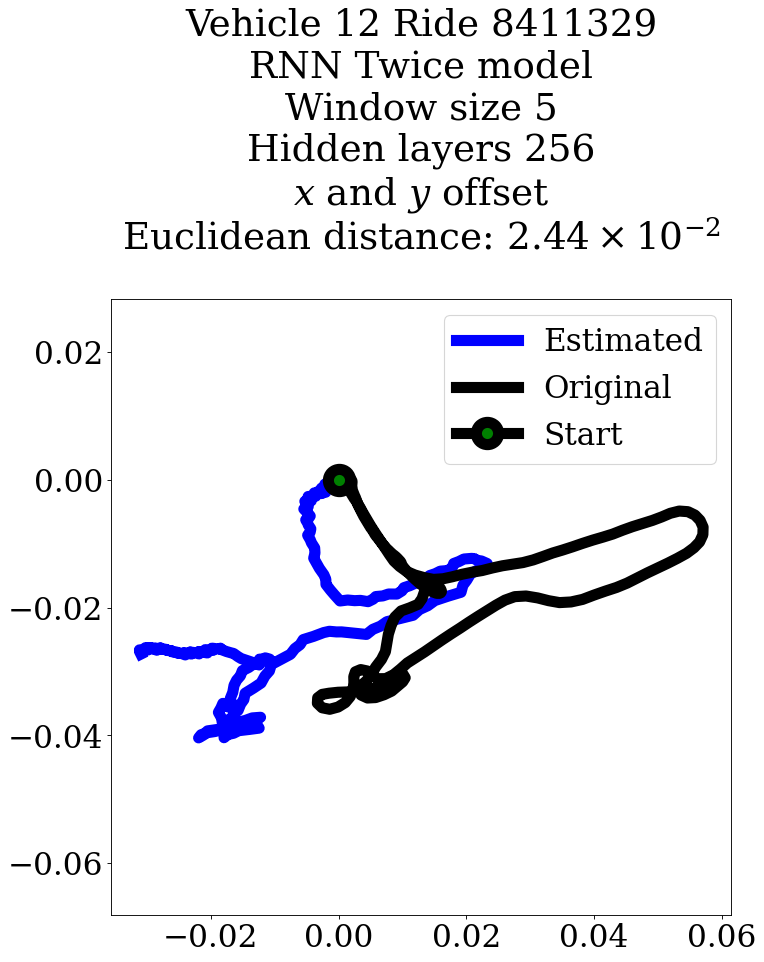 Vehicle 12 Ride 8411329
RNN Twice model
Window size 5
Hidden layers 256
x and y offset
Euclidean distance: 2.44 × 10⁻²
Estimated
Original
Start
0.02
0.00
−0.02
−0.04
−0.06
−0.02 0.00 0.02 0.04 0.06